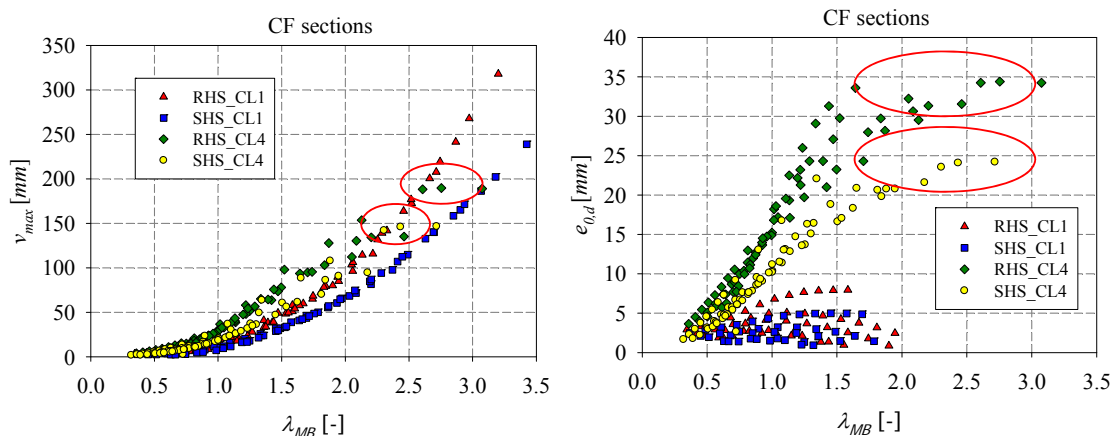 CF sections
350
300
250
200
150
100
50
0
v_max [mm]
RHS_CL1
SHS_CL1
RHS_CL4
SHS_CL4
0.0 0.5 1.0 1.5 2.0 2.5 3.0 3.5
λ_MB [-]
CF sections
40
35
30
25
20
15
10
5
0
e_0,d [mm]
RHS_CL1
SHS_CL1
RHS_CL4
SHS_CL4
0.0 0.5 1.0 1.5 2.0 2.5 3.0 3.5
λ_MB [-]